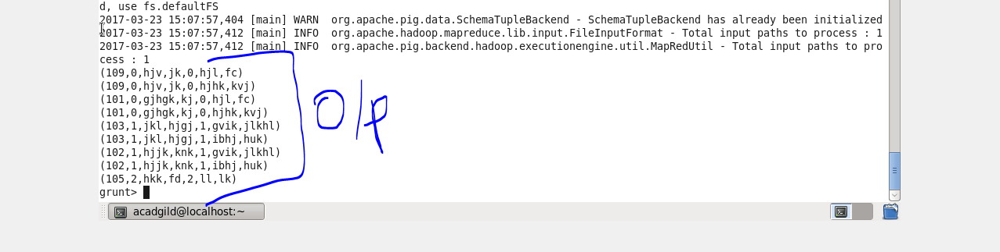 d, use fs.defaultFS
2017-03-23 15:07:57,404 [main] WARN  org.apache.pig.data.SchemaTupleBackend - SchemaTupleBackend has already been initialized
2017-03-23 15:07:57,412 [main] INFO  org.apache.hadoop.mapreduce.lib.input.FileInputFormat - Total input paths to process : 1
2017-03-23 15:07:57,412 [main] INFO  org.apache.pig.backend.hadoop.executionengine.util.MapRedUtil - Total input paths to pro
cess : 1
(109,0,hjv,jk,0,hjl,fc)
(109,0,hjv,jk,0,hjhk,kvj)
(101,0,gjhgk,kj,0,hjl,fc)
(101,0,gjhgk,kj,0,hjhk,kvj)
(103,1,jkl,hjgj,1,gvik,jlkhl)
(103,1,jkl,hjgj,1,ibhj,huk)
(102,1,hjjk,knk,1,gvik,jlkhl)
(102,1,hjjk,knk,1,ibhj,huk)
(105,2,hkk,fd,2,ll,lk)
grunt>
O/p
acadgild@localhost:~